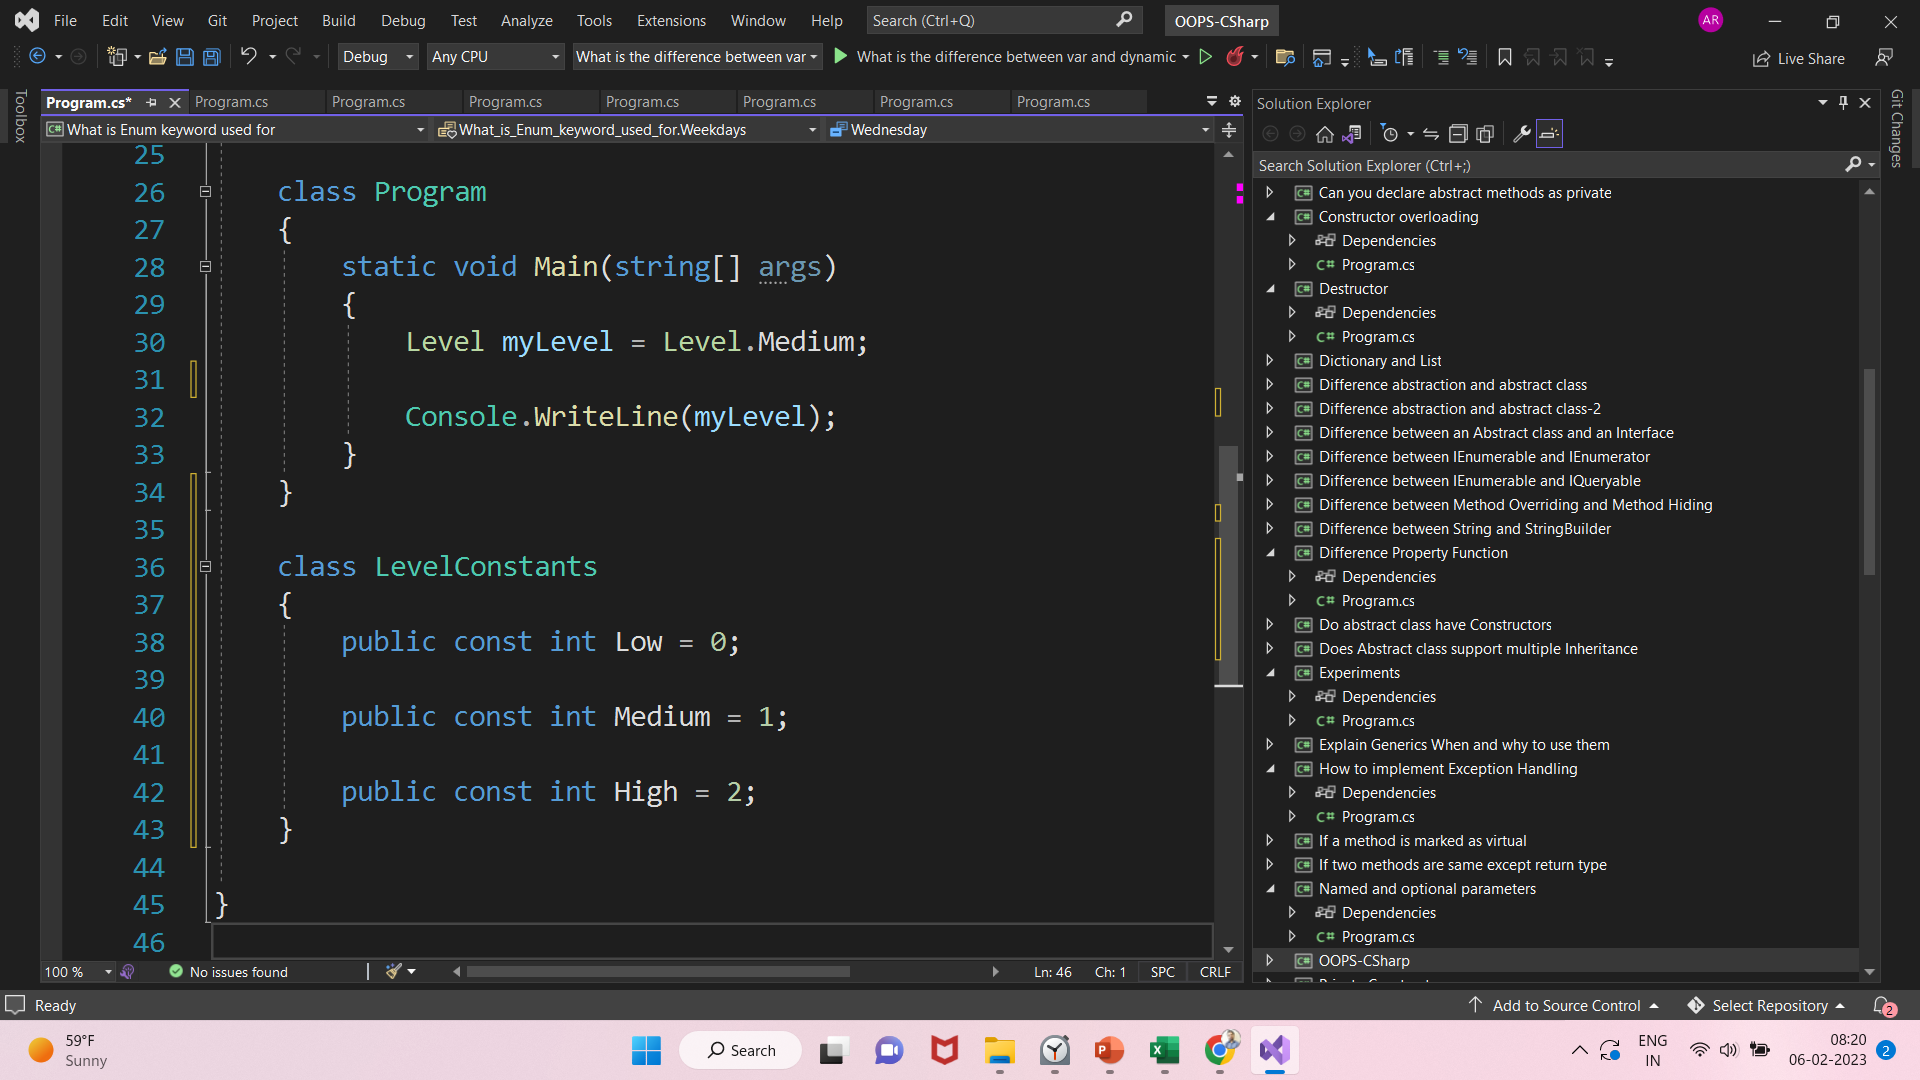 File Edit View Git Project Build Debug Test Analyze Tools Extensions Window Help Search (Ctrl+Q) OOPS-CSharp AR
Debug Any CPU What is the difference between var What is the difference between var and dynamic Live Share
Toolbox
Program.cs* Program.cs Program.cs Program.cs Program.cs Program.cs Program.cs Program.cs
What is Enum keyword used for What_is_Enum_keyword_used_for.Weekdays Wednesday
25
26 class Program
27 {
28 static void Main(string[] args)
29 {
30 Level myLevel = Level.Medium;
31
32 Console.WriteLine(myLevel);
33 }
34 }
35
36 class LevelConstants
37 {
38 public const int Low = 0;
39
40 public const int Medium = 1;
41
42 public const int High = 2;
43 }
44
45 }
46
100 % No issues found Ln: 46 Ch: 1 SPC CRLF
Solution Explorer
Search Solution Explorer (Ctrl+;)
Can you declare abstract methods as private
Constructor overloading
Dependencies
C# Program.cs
Destructor
Dependencies
C# Program.cs
Dictionary and List
Difference abstraction and abstract class
Difference abstraction and abstract class-2
Difference between an Abstract class and an Interface
Difference between IEnumerable and IEnumerator
Difference between IEnumerable and IQueryable
Difference between Method Overriding and Method Hiding
Difference between String and StringBuilder
Difference Property Function
Dependencies
C# Program.cs
Do abstract class have Constructors
Does Abstract class support multiple Inheritance
Experiments
Dependencies
C# Program.cs
Explain Generics When and why to use them
How to implement Exception Handling
Dependencies
C# Program.cs
If a method is marked as virtual
If two methods are same except return type
Named and optional parameters
Dependencies
C# Program.cs
OOPS-CSharp
Git Changes
Ready Add to Source Control Select Repository 2
59°F
Sunny
Search
ENG
IN
08:20
06-02-2023
2